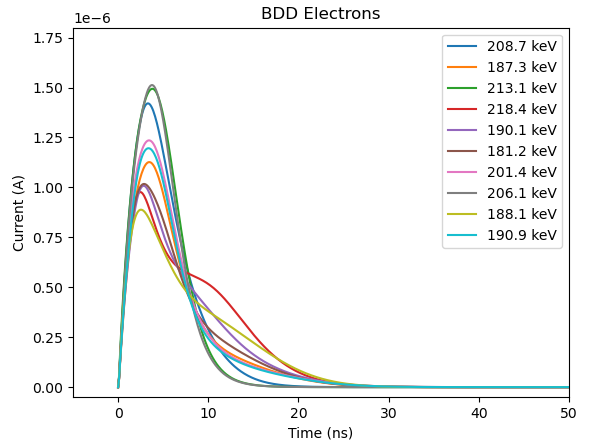 BDD Electrons
1e−6
1.75
1.50
1.25
1.00
0.75
0.50
0.25
0.00
Current (A)
208.7 keV
187.3 keV
213.1 keV
218.4 keV
190.1 keV
181.2 keV
201.4 keV
206.1 keV
188.1 keV
190.9 keV
0 10 20 30 40 50
Time (ns)